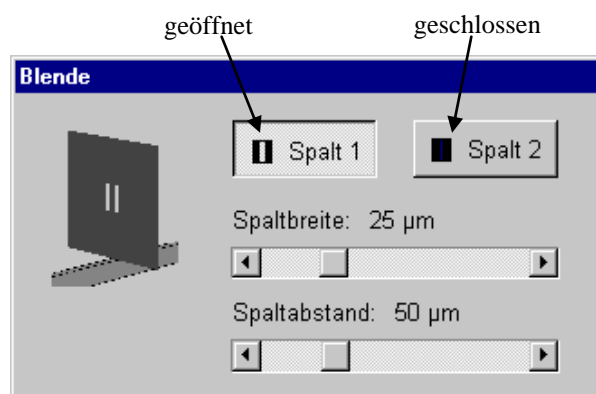 geöffnet geschlossen
Blende
Spalt 1 Spalt 2
Spaltbreite: 25 µm
Spaltabstand: 50 µm